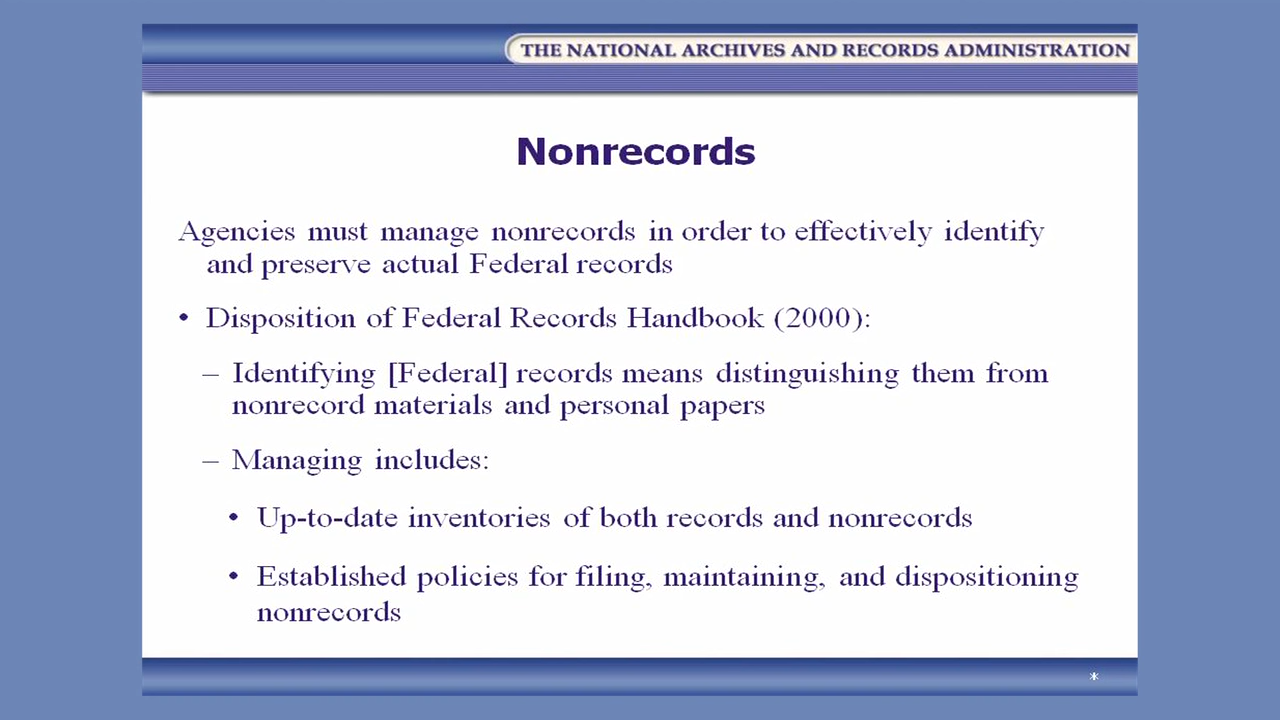 THE NATIONAL ARCHIVES AND RECORDS ADMINISTRATION
Nonrecords
Agencies must manage nonrecords in order to effectively identify
and preserve actual Federal records
• Disposition of Federal Records Handbook (2000):
– Identifying [Federal] records means distinguishing them from
nonrecord materials and personal papers
– Managing includes:
• Up-to-date inventories of both records and nonrecords
• Established policies for filing, maintaining, and dispositioning
nonrecords
*